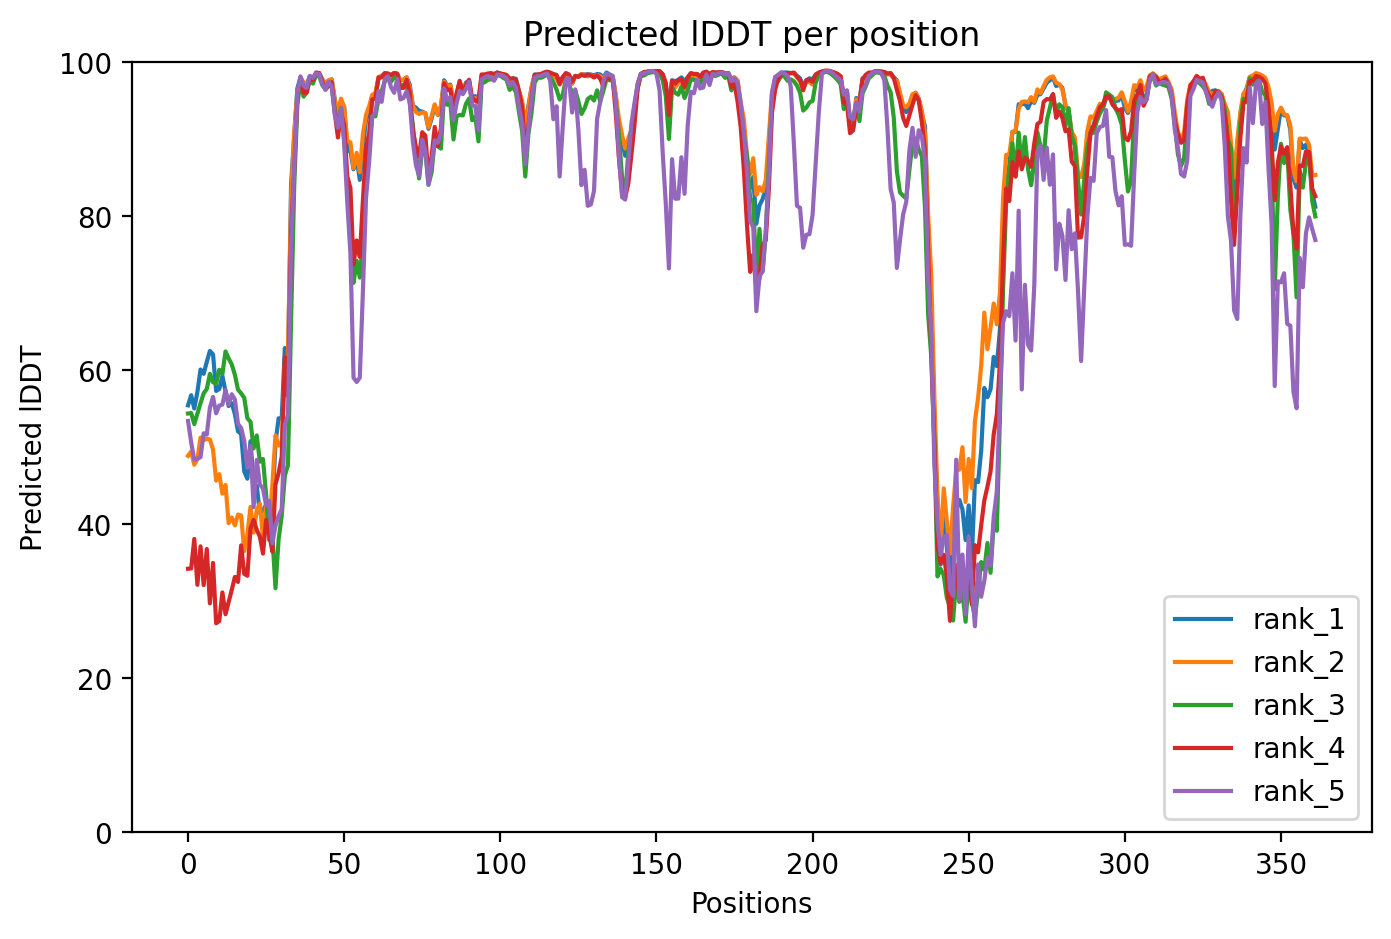 Predicted lDDT per position
100
80
60
40
20
0
Predicted lDDT
0 50 100 150 200 250 300 350
Positions
rank_1
rank_2
rank_3
rank_4
rank_5